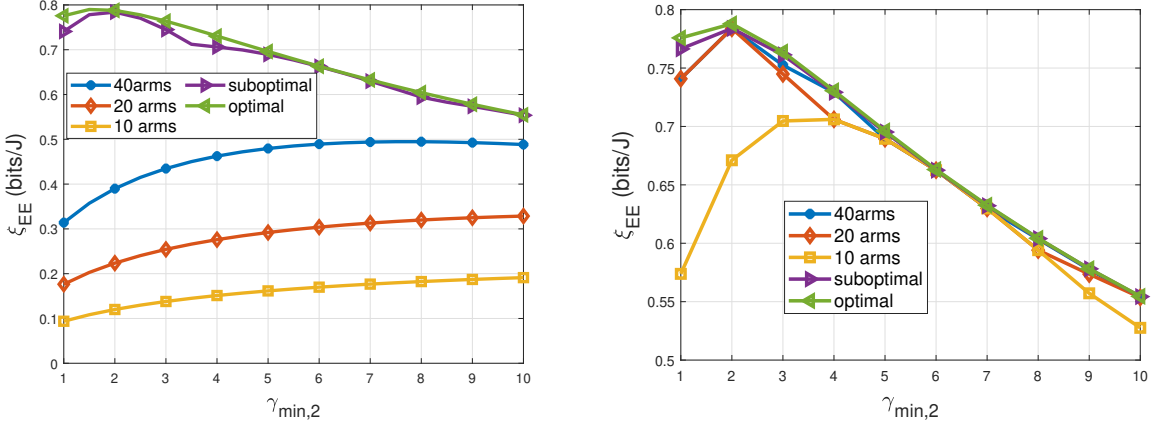 0.8
0.7
0.6
0.5
0.4
0.3
0.2
0.1
0
ξEE (bits/J)
40arms
20 arms
10 arms
suboptimal
optimal
1 2 3 4 5 6 7 8 9 10
γmin,2
0.8
0.75
0.7
0.65
0.6
0.55
0.5
ξEE (bits/J)
40arms
20 arms
10 arms
suboptimal
optimal
1 2 3 4 5 6 7 8 9 10
γmin,2